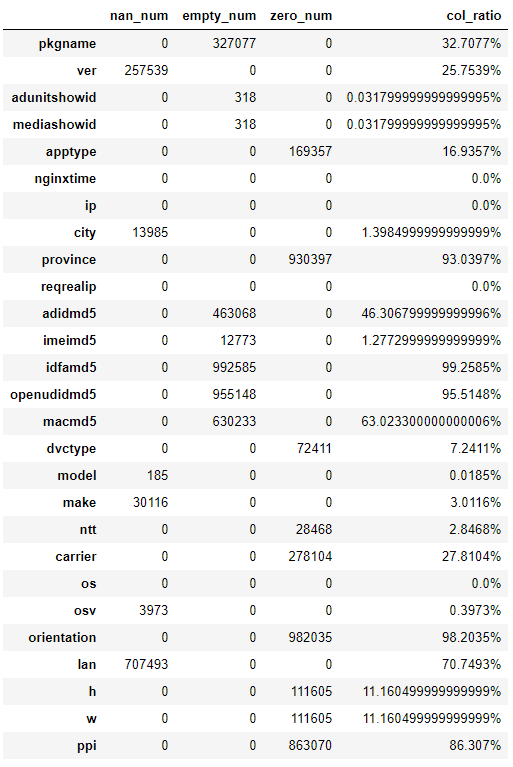 nan_num empty_num zero_num col_ratio
pkgname 0 327077 0 32.7077%
ver 257539 0 0 25.7539%
adunitshowid 0 318 0 0.031799999999999995%
mediashowid 0 318 0 0.031799999999999995%
apptype 0 0 169357 16.9357%
nginxtime 0 0 0 0.0%
ip 0 0 0 0.0%
city 13985 0 0 1.3984999999999999%
province 0 0 930397 93.0397%
reqrealip 0 0 0 0.0%
adidmd5 0 463068 0 46.306799999999996%
imeimd5 0 12773 0 1.2772999999999999%
idfamd5 0 992585 0 99.2585%
openudidmd5 0 955148 0 95.5148%
macmd5 0 630233 0 63.023300000000006%
dvctype 0 0 72411 7.2411%
model 185 0 0 0.0185%
make 30116 0 0 3.0116%
ntt 0 0 28468 2.8468%
carrier 0 0 278104 27.8104%
os 0 0 0 0.0%
osv 3973 0 0 0.3973%
orientation 0 0 982035 98.2035%
lan 707493 0 0 70.7493%
h 0 0 111605 11.160499999999999%
w 0 0 111605 11.160499999999999%
ppi 0 0 863070 86.307%